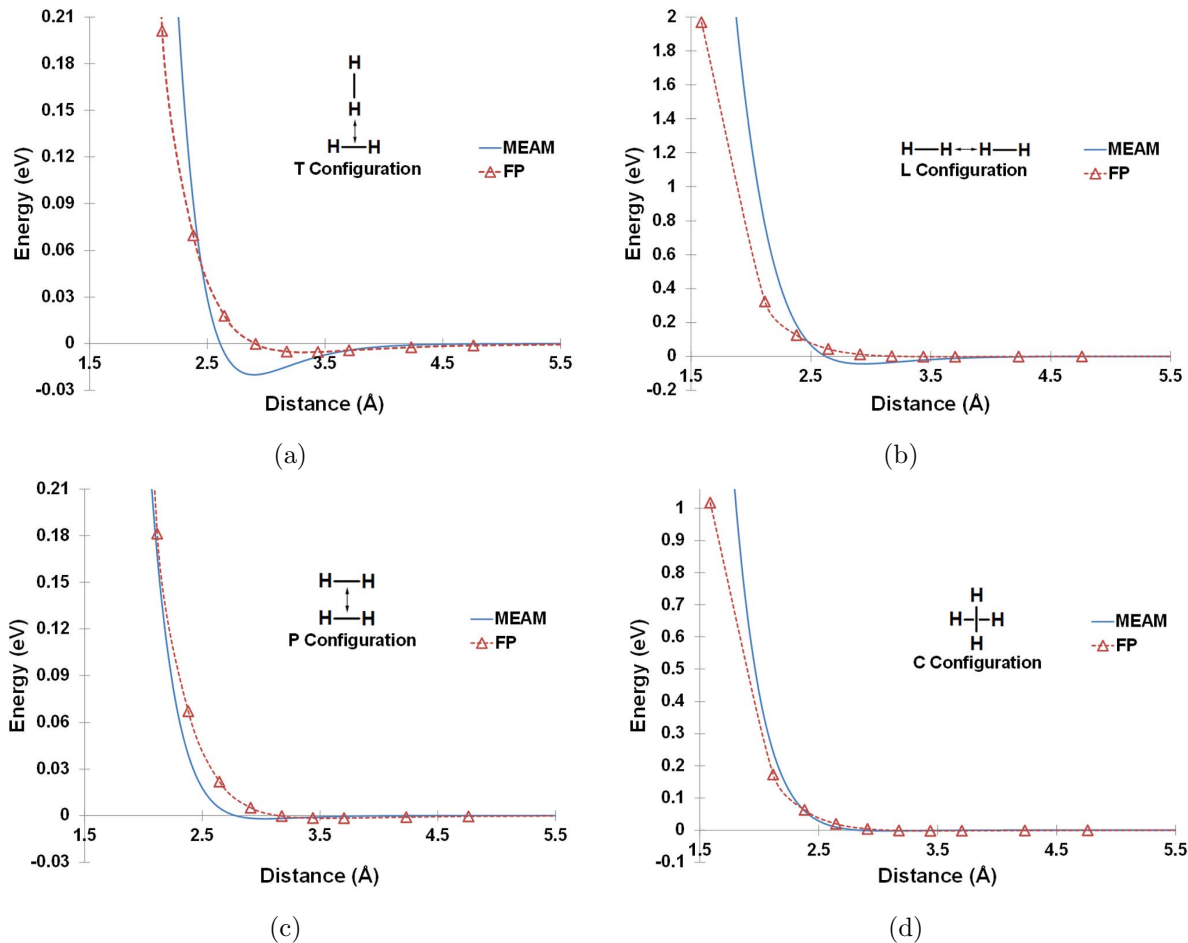 0.21
0.18
0.15
0.12
0.09
0.06
0.03
0
-0.03
1.5
2.5
3.5
4.5
5.5
Energy (eV)
Distance (Å)
H
H
H H
T Configuration
MEAM
FP
(a)
2
1.8
1.6
1.4
1.2
1
0.8
0.6
0.4
0.2
0
-0.2
1.5
2.5
3.5
4.5
5.5
Energy (eV)
Distance (Å)
H H H H
L Configuration
MEAM
FP
(b)
0.21
0.18
0.15
0.12
0.09
0.06
0.03
0
-0.03
1.5
2.5
3.5
4.5
5.5
Energy (eV)
Distance (Å)
H H
H H
P Configuration
MEAM
FP
(c)
1
0.9
0.8
0.7
0.6
0.5
0.4
0.3
0.2
0.1
0
-0.1
1.5
2.5
3.5
4.5
5.5
Energy (eV)
Distance (Å)
H
H H
H
C Configuration
MEAM
FP
(d)